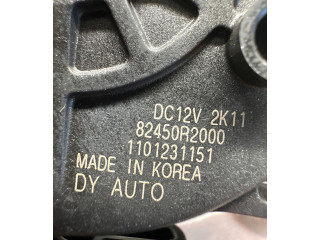 DC12V 2K11
82450R2000
1101231151
MADE IN KOREA
DY AUTO